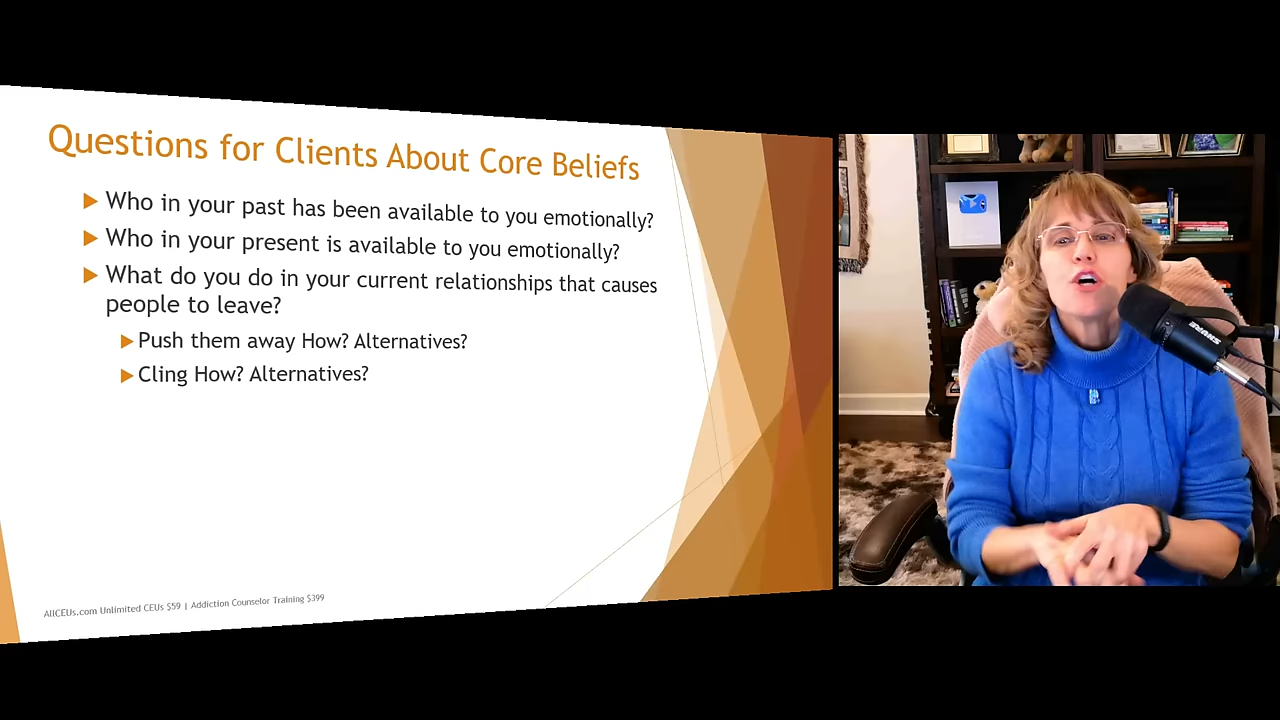 Questions for Clients About Core Beliefs
Who in your past has been available to you emotionally?
Who in your present is available to you emotionally?
What do you do in your current relationships that causes
people to leave?
Push them away How? Alternatives?
Cling How? Alternatives?
AllCEUs.com Unlimited CEUs $59 | Addiction Counselor Training $399
SHURE